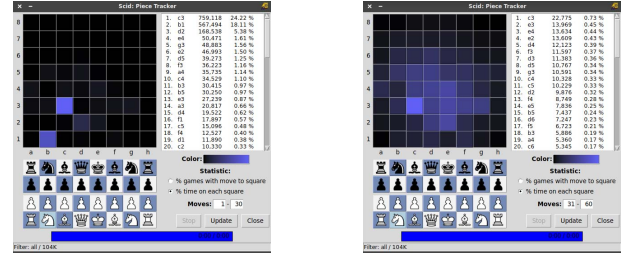 Scid: Piece Tracker
8
7
6
5
4
3
2
1
a b c d e f g h
1. c3 759,118 24.22 %
2. b1 567,494 18.11 %
3. d2 168,538 5.38 %
4. e4 50,471 1.61 %
5. g3 48,883 1.56 %
6. e2 46,993 1.50 %
7. d5 39,273 1.25 %
8. f3 36,223 1.16 %
9. a4 35,735 1.14 %
10. c4 34,529 1.10 %
11. b3 30,415 0.97 %
12. b5 30,250 0.97 %
13. e3 27,239 0.87 %
14. a3 20,817 0.66 %
15. d4 19,522 0.62 %
16. f1 17,897 0.57 %
17. c5 15,096 0.48 %
18. f4 12,527 0.40 %
19. d1 11,890 0.38 %
20. c2 10,330 0.33 %
Color:
Statistic:
% games with move to square
% time on each square
Moves: 1 - 30
Stop Update Close
Filter: all / 104K
Scid: Piece Tracker
8
7
6
5
4
3
2
1
a b c d e f g h
1. c3 22,775 0.73 %
2. e3 13,969 0.45 %
3. e4 13,634 0.44 %
4. e2 13,609 0.43 %
5. d4 12,123 0.39 %
6. f3 11,597 0.37 %
7. d3 11,383 0.36 %
8. d5 10,767 0.34 %
9. g3 10,591 0.34 %
10. c4 10,328 0.33 %
11. c5 10,229 0.33 %
12. d2 9,876 0.32 %
13. f4 8,749 0.28 %
14. e5 7,836 0.25 %
15. b5 7,437 0.24 %
16. d6 7,247 0.23 %
17. f5 6,723 0.21 %
18. b3 5,886 0.19 %
19. a4 5,360 0.17 %
20. c6 5,345 0.17 %
Color:
Statistic:
% games with move to square
% time on each square
Moves: 31 - 60
Stop Update Close
Filter: all / 104K